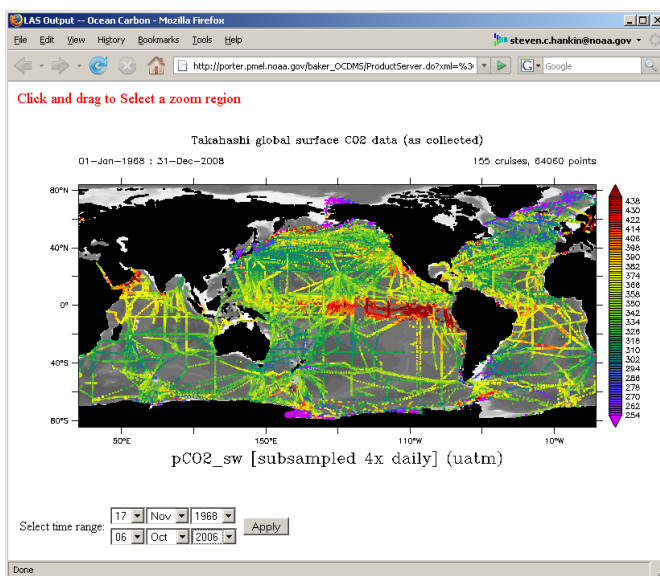 LAS Output -- Ocean Carbon - Mozilla Firefox
File Edit View History Bookmarks Tools Help steven.c.hankin@noaa.gov
http://porter.pmel.noaa.gov/baker_OCDMS/ProductServer.do?xml=%3 Google
Click and drag to Select a zoom region
Takahashi global surface CO2 data (as collected)
01-Jan-1968 : 31-Dec-2008 155 cruises, 64060 points
80°N
40°N
0°
40°S
80°S
50°E 150°E 110°W 10°W
438
430
422
414
406
398
390
382
374
366
358
350
342
334
326
318
310
302
294
286
278
270
262
254
pCO2_sw [subsampled 4x daily] (uatm)
Select time range: 17 Nov 1968
06 Oct 2006 Apply
Done